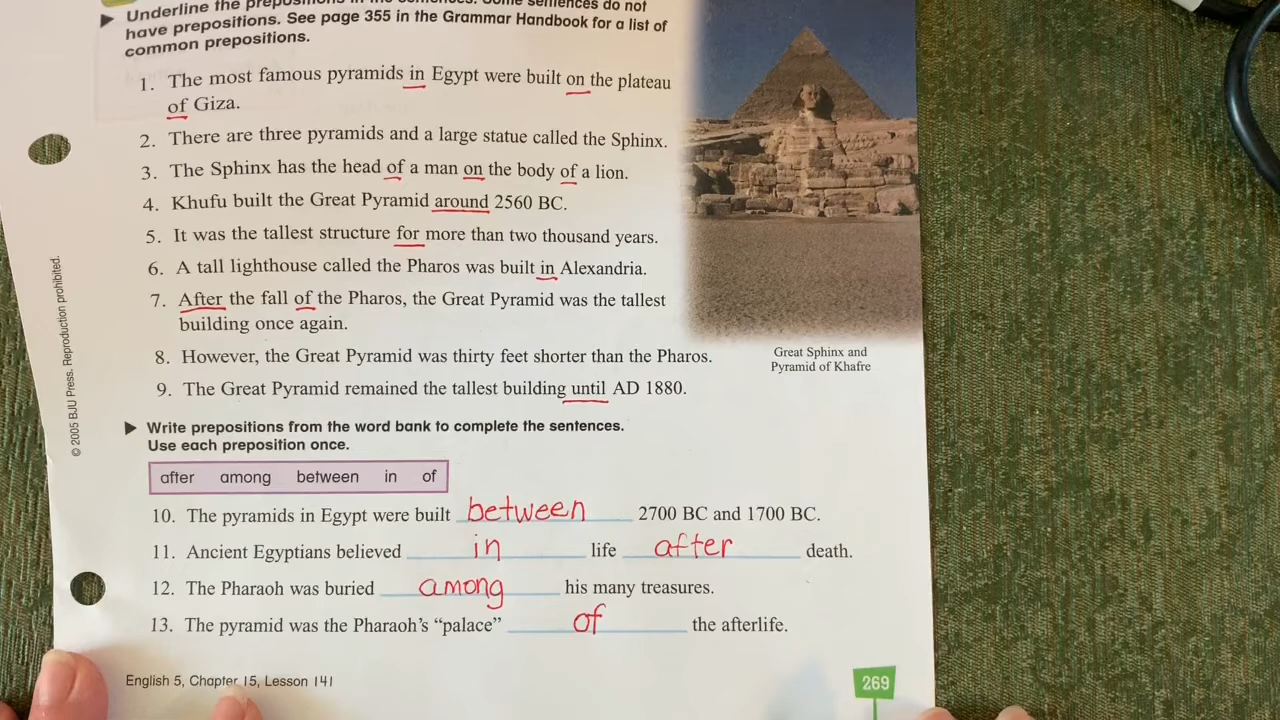 ▶ Underline the prepositions in the sentences. Some sentences do not
have prepositions. See page 355 in the Grammar Handbook for a list of
common prepositions.
1. The most famous pyramids in Egypt were built on the plateau
of Giza.
2. There are three pyramids and a large statue called the Sphinx.
3. The Sphinx has the head of a man on the body of a lion.
4. Khufu built the Great Pyramid around 2560 BC.
5. It was the tallest structure for more than two thousand years.
6. A tall lighthouse called the Pharos was built in Alexandria.
7. After the fall of the Pharos, the Great Pyramid was the tallest
building once again.
8. However, the Great Pyramid was thirty feet shorter than the Pharos.
9. The Great Pyramid remained the tallest building until AD 1880.
Great Sphinx and
Pyramid of Khafre
© 2005 BJU Press. Reproduction prohibited.
▶ Write prepositions from the word bank to complete the sentences.
Use each preposition once.
after among between in of
10. The pyramids in Egypt were built between 2700 BC and 1700 BC.
11. Ancient Egyptians believed in life after death.
12. The Pharaoh was buried among his many treasures.
13. The pyramid was the Pharaoh's “palace” of the afterlife.
English 5, Chapter 15, Lesson 141
269